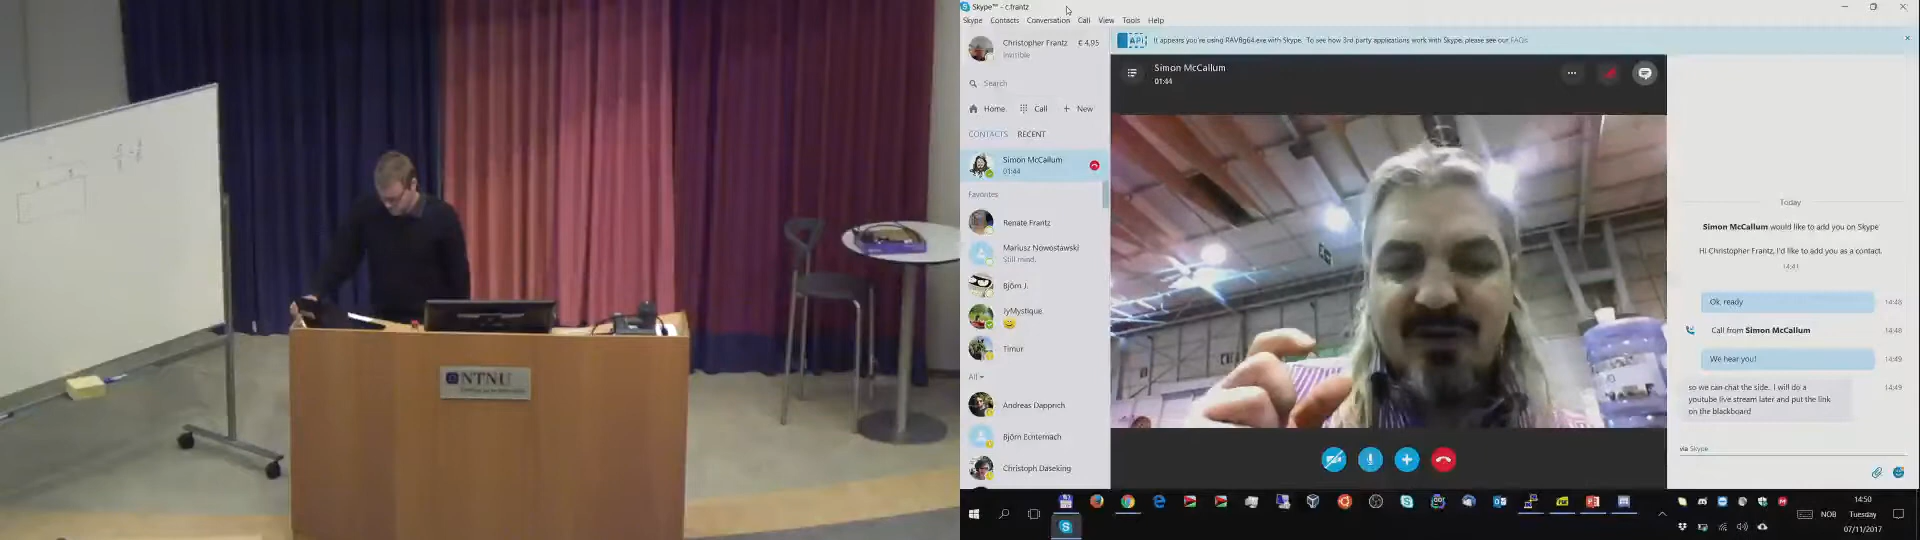 NTNU
Skype™ - c.frantz
Skype Contacts Conversation Call View Tools Help
Christopher Frantz € 4,95
Invisible
Search
Home Call New
CONTACTS RECENT
Simon McCallum
01:44
Favorites
Renate Frantz
Mariusz Nowostawski
Still mind.
Björn J.
JyMystique
Timur
All
Andreas Dapprich
Björn Echternach
Christoph Daseking
API It appears you're using RAVBg64.exe with Skype. To see how 3rd party applications work with Skype, please see our FAQs.
Simon McCallum
01:44
Today
Simon McCallum would like to add you on Skype
Hi Christopher Frantz, I'd like to add you as a contact.
14:41
Ok, ready 14:48
Call from Simon McCallum 14:48
We hear you! 14:49
so we can chat the side.. I will do a 14:49
youtube live stream later and put the link
on the blackboard
via Skype
14:50
NOB Tuesday
07/11/2017